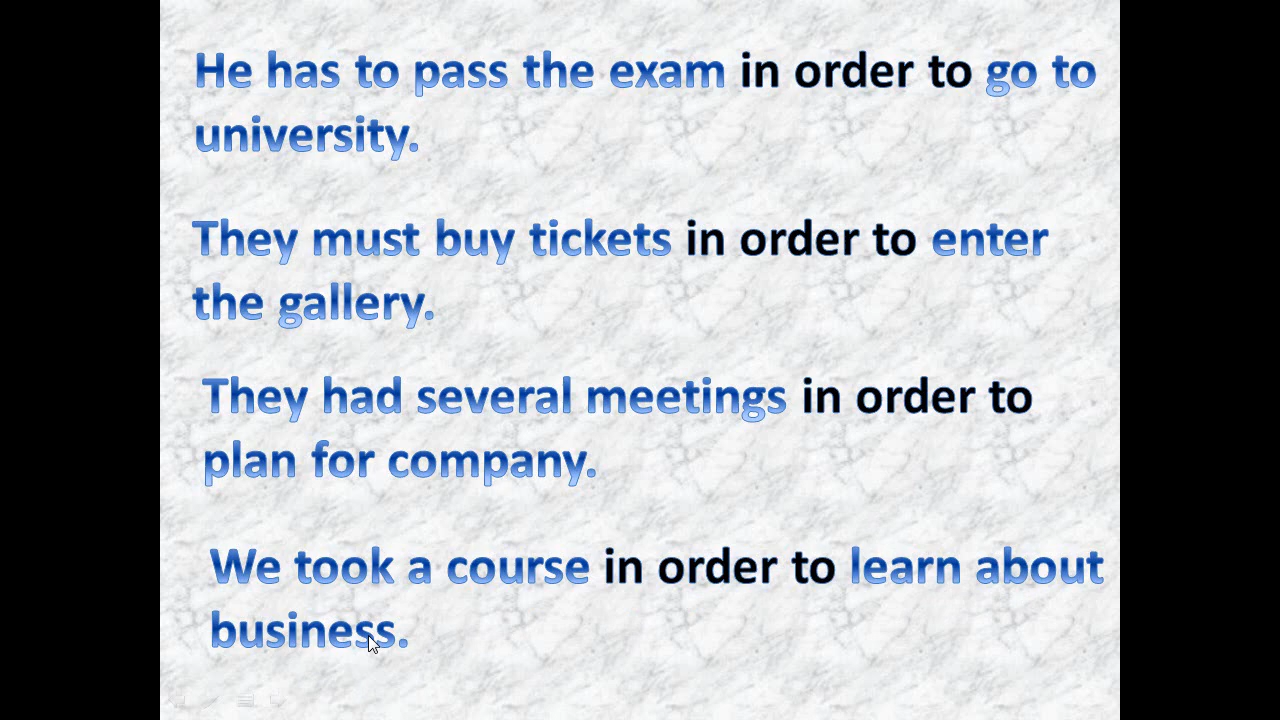 He has to pass the exam in order to go to
university.
They must buy tickets in order to enter
the gallery.
They had several meetings in order to
plan for company.
We took a course in order to learn about
business.